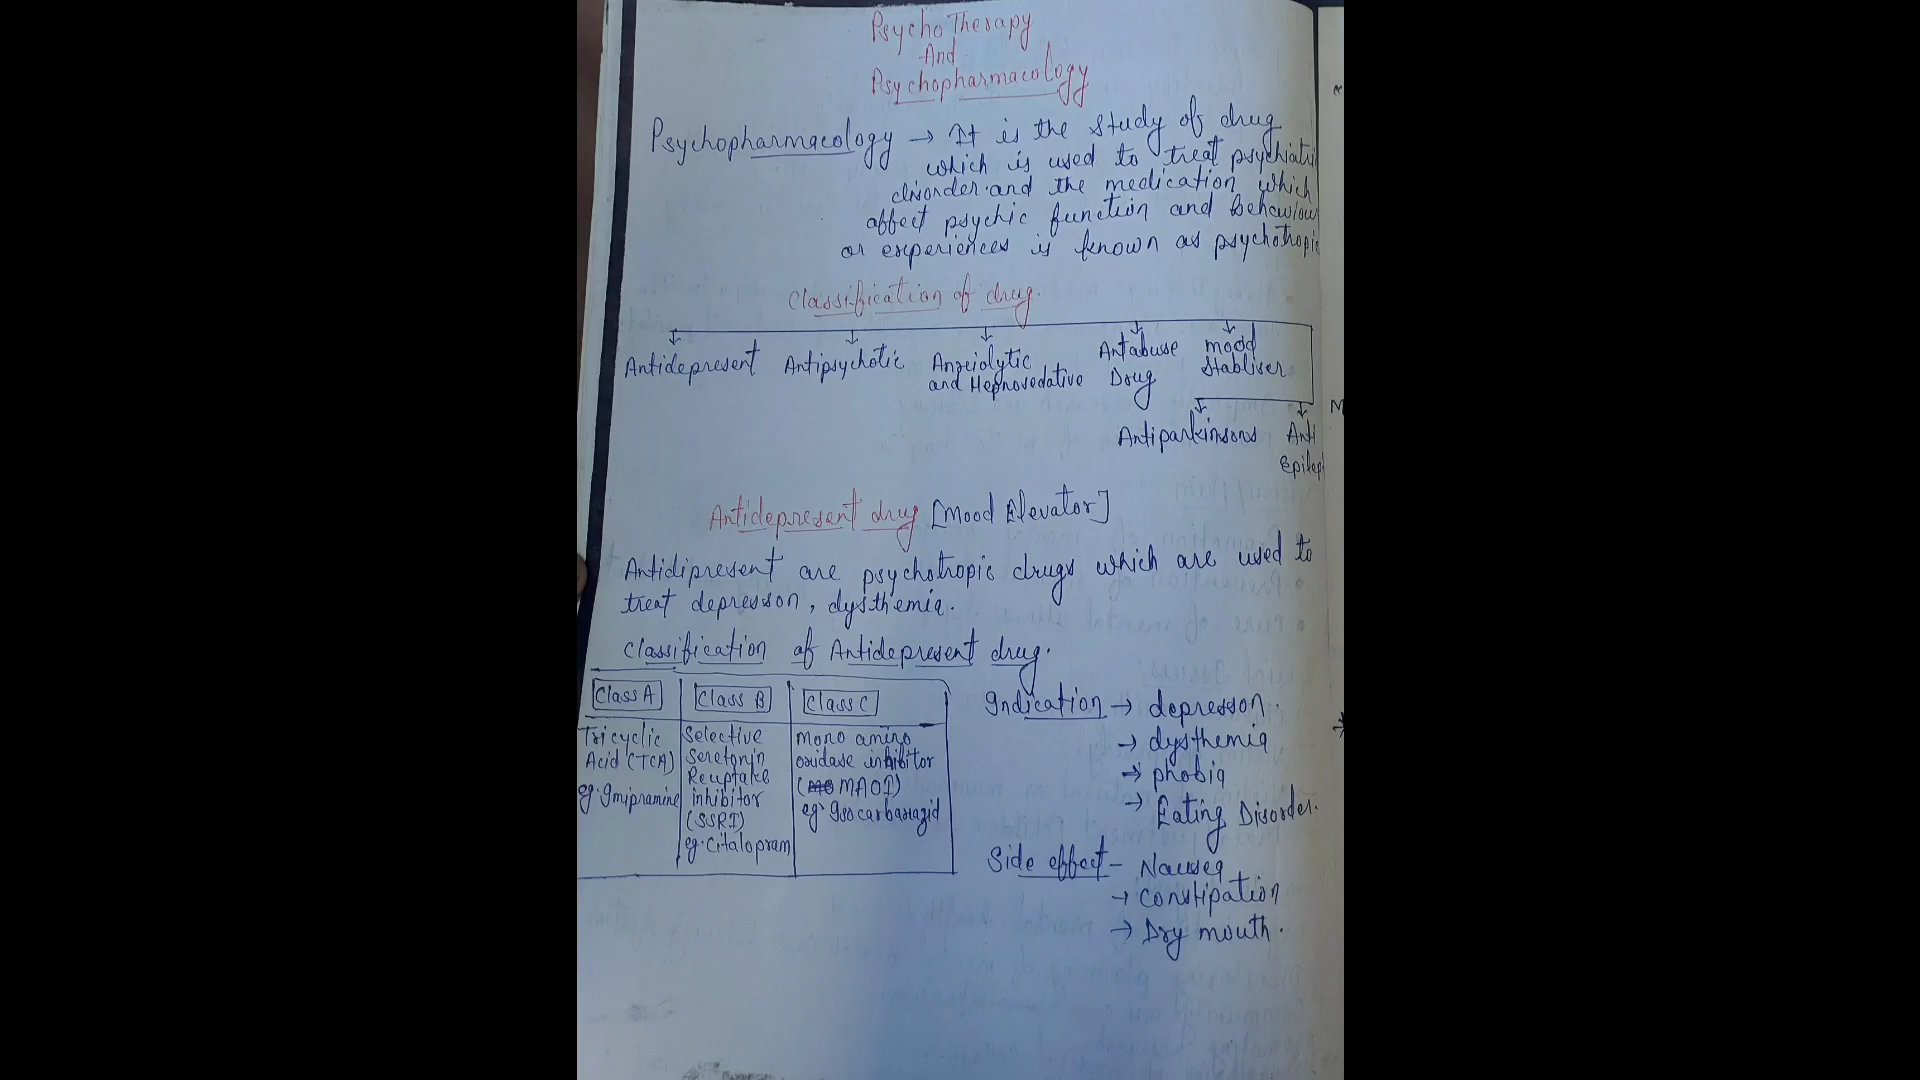 Psycho Therapy
And
Psychopharmacology
Psychopharmacology → It is the study of drug
which is used to treat psychiatri
disorder and the medication which
affect psychic function and behaviour
or experiences is known as psychotropic
Classification of drug.
Antidepresent Antipsychotic Anxiolytic Antabuse mood
and Hepnosedative Drug Stabliser
Antiparkinsons Anti
Epilep
Antidepresent drug [Mood Elevator]
Antidipresent are psychotropic drugs which are used to
treat depresson, dysthemia.
Classification of Antidepresent drug.
Class A Class B Class C
Tricyclic
Acid (TCA)
eg: Imipramine
Selective
Seretonin
Reuptake
inhibitor
(SSRI)
eg: Citalopram
Mono amino
oxidase inhibitor
(MAOI)
eg: Isocarbaxazid
Indication → depresson.
→ dysthemia
→ phobia
→ Eating Disorder.
Side effect - Nausea
→ Constipation
→ Dry mouth.